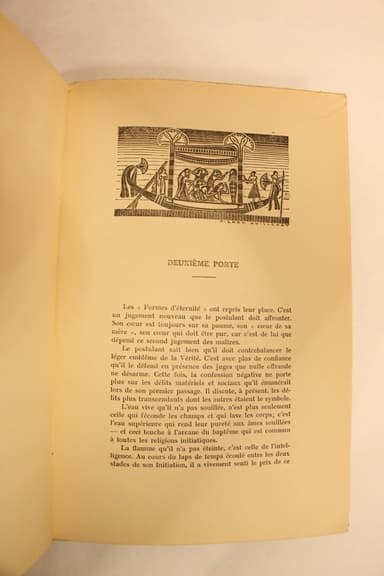 DEUXIÈME PORTE
Les « Formes d'éternité » ont repris leur place. C'est
un jugement nouveau que le postulant doit affronter.
Son cœur est toujours sur sa paume, son « cœur de sa
mère », son cœur qui doit être pur, car c'est de lui que
dépend ce second jugement des maîtres.
Le postulant sait bien qu'il doit contrebalancer le
léger emblème de la Vérité. C'est avec plus de confiance
qu'il le défend en présence des juges que nulle offrande
ne désarme. Cette fois, la confession négative ne porte
plus sur les délits matériels et sociaux qu'il énumérait
lors de son premier passage. Il discute, à présent, les dé-
lits plus transcendants dont les autres étaient le symbole.
L'eau vive qu'il n'a pas souillée, n'est plus seulement
celle qui féconde les champs et qui lave les corps; c'est
l'eau supérieure qui rend leur pureté aux âmes souillées
— et ceci touche à l'arcane du baptême qui est commun
à toutes les religions initiatiques.
La flamme qu'il n'a pas éteinte, c'est celle de l'intel-
ligence. Au cours du laps de temps écoulé entre les deux
stades de son Initiation, il a vivement senti le prix de ce